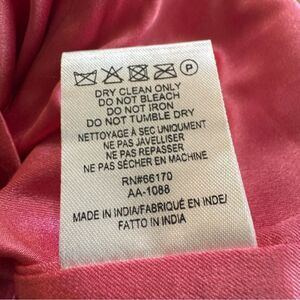 P
DRY CLEAN ONLY
DO NOT BLEACH
DO NOT IRON
DO NOT TUMBLE DRY
NETTOYAGE À SEC UNIQUMENT
NE PAS JAVELLISER
NE PAS REPASSER
NE PAS SÉCHER EN MACHINE
RN#66170
AA-1088
MADE IN INDIA/FABRIQUÉ EN INDE/
FATTO IN INDIA